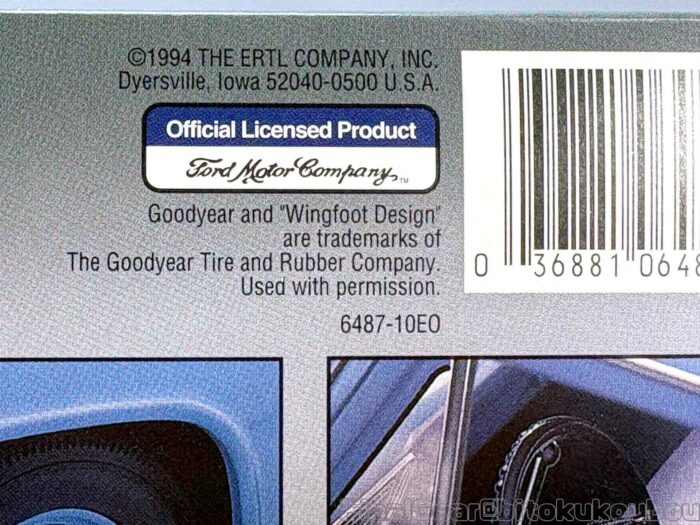 ©1994 THE ERTL COMPANY, INC.
Dyersville, Iowa 52040-0500 U.S.A.
Official Licensed Product
Ford Motor Company™
Goodyear and "Wingfoot Design"
are trademarks of
The Goodyear Tire and Rubber Company.
Used with permission.
6487-10EO
0 36881 0648